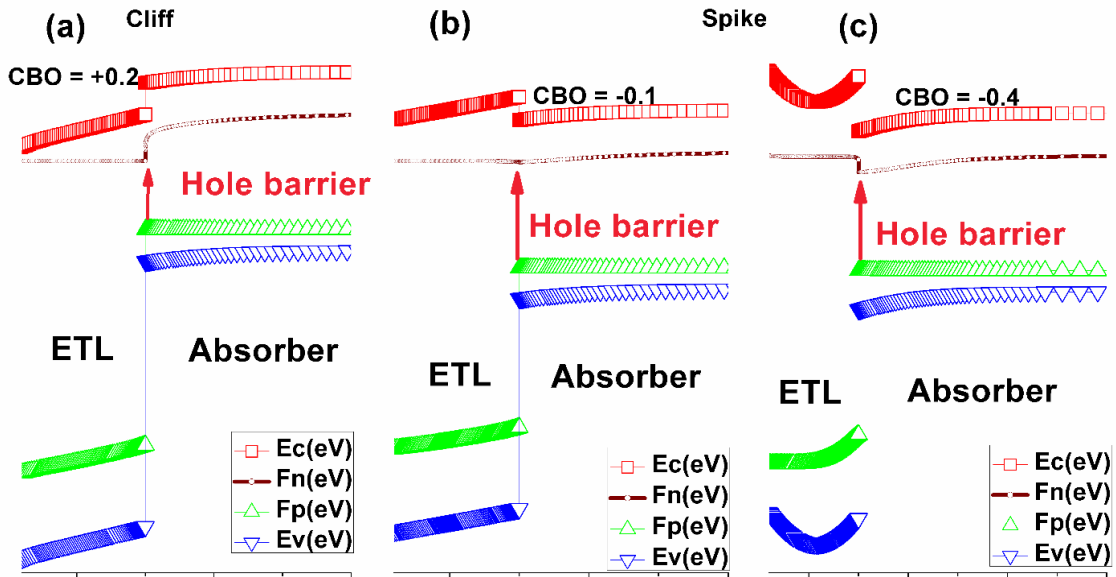 (a)
Cliff
CBO = +0.2
Hole barrier
ETL
Absorber
Ec(eV)
Fn(eV)
Fp(eV)
Ev(eV)
(b)
Spike
CBO = -0.1
Hole barrier
ETL
Absorber
Ec(eV)
Fn(eV)
Fp(eV)
Ev(eV)
(c)
CBO = -0.4
Hole barrier
ETL
Absorber
Ec(eV)
Fn(eV)
Fp(eV)
Ev(eV)